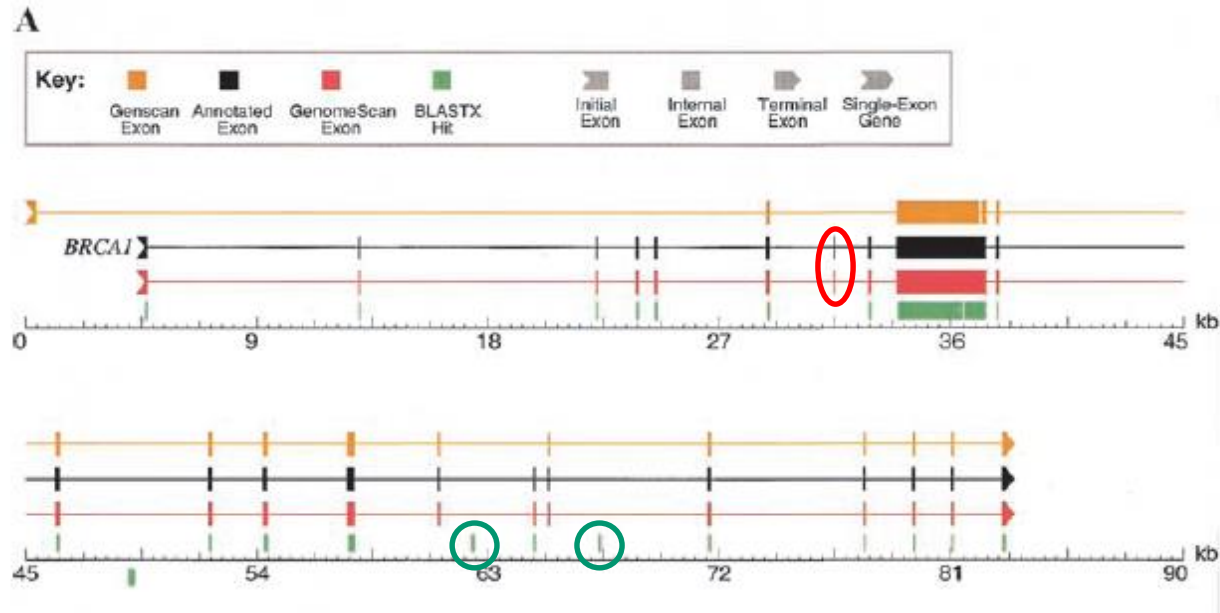 A
Key:
Genscan Exon
Annotated Exon
GenomeScan Exon
BLASTX Hit
Initial Exon
Internal Exon
Terminal Exon
Single-Exon Gene
BRCA1
0 9 18 27 36 45 kb
45 54 63 72 81 90 kb